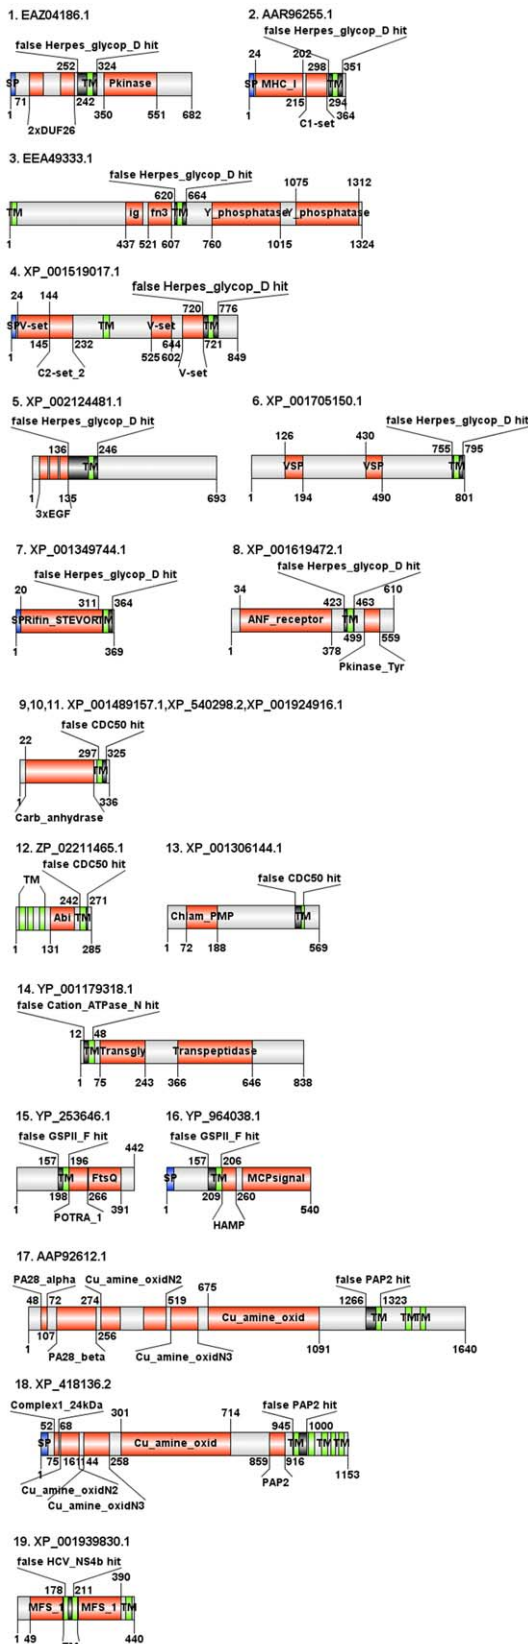 1. EAZ04186.1
false Herpes_glycop_D hit
252 324
SP TM Pkinase
1 71 242 350 551 682
2xDUF26
2. AAR96255.1
false Herpes_glycop_D hit
24 202 298 351
SP MHC_I TM
1 215 294 364
C1-set
3. EEA49333.1
false Herpes_glycop_D hit
620 664 1075 1312
TM ig fn3 TM Y_phosphatase Y_phosphatase
1 437 521 607 760 1015 1324
4. XP_001519017.1
false Herpes_glycop_D hit
24 144 720 776
SP V-set TM V-set TM
1 145 232 525 602 644 721 849
C2-set_2 V-set
5. XP_002124481.1
false Herpes_glycop_D hit
136 246
TM
1 135 693
3xEGF
6. XP_001705150.1
false Herpes_glycop_D hit
126 430 755 795
VSP VSP TM
1 194 490 801
7. XP_001349744.1
false Herpes_glycop_D hit
20 311 364
SP Rifin_STEVOR TM
1 369
8. XP_001619472.1
false Herpes_glycop_D hit
34 423 463 610
ANF_receptor TM
1 378 499 559
Pkinase_Tyr
9,10,11. XP_001489157.1,XP_540298.2,XP_001924916.1
false CDC50 hit
22 297 325
TM
1 336
Carb_anhydrase
12. ZP_02211465.1
false CDC50 hit
TM
242 271
Abi TM
1 131 285
13. XP_001306144.1
false CDC50 hit
Chlam_PMP TM
1 72 188 569
14. YP_001179318.1
false Cation_ATPase_N hit
12 48
TM Transgly Transpeptidase
1 75 243 366 646 838
15. YP_253646.1
false GSPII_F hit
157 196 442
TM FtsQ
1 198 266 391
POTRA_1
16. YP_964038.1
false GSPII_F hit
157 206
SP TM MCPsignal
1 209 260 540
HAMP
17. AAP92612.1
PA28_alpha Cu_amine_oxidN2 675 false PAP2 hit
48 72 274 519 1266 1323
Cu_amine_oxid TM TM TM
1 107 256 1091 1640
PA28_beta Cu_amine_oxidN3
18. XP_418136.2
Complex1_24kDa 301 714 false PAP2 hit
52 68 945 1000
SP Cu_amine_oxid TM TM TM
1 75 161 144 258 859 916 1153
Cu_amine_oxidN2 PAP2
Cu_amine_oxidN3
19. XP_001939830.1
false HCV_NS4b hit
178 211 390
MFS_1 MFS_1 TM
1 49 440